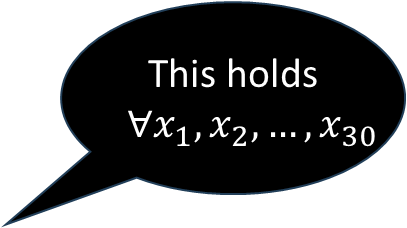 This holds
∀x₁, x₂, … , x₃₀